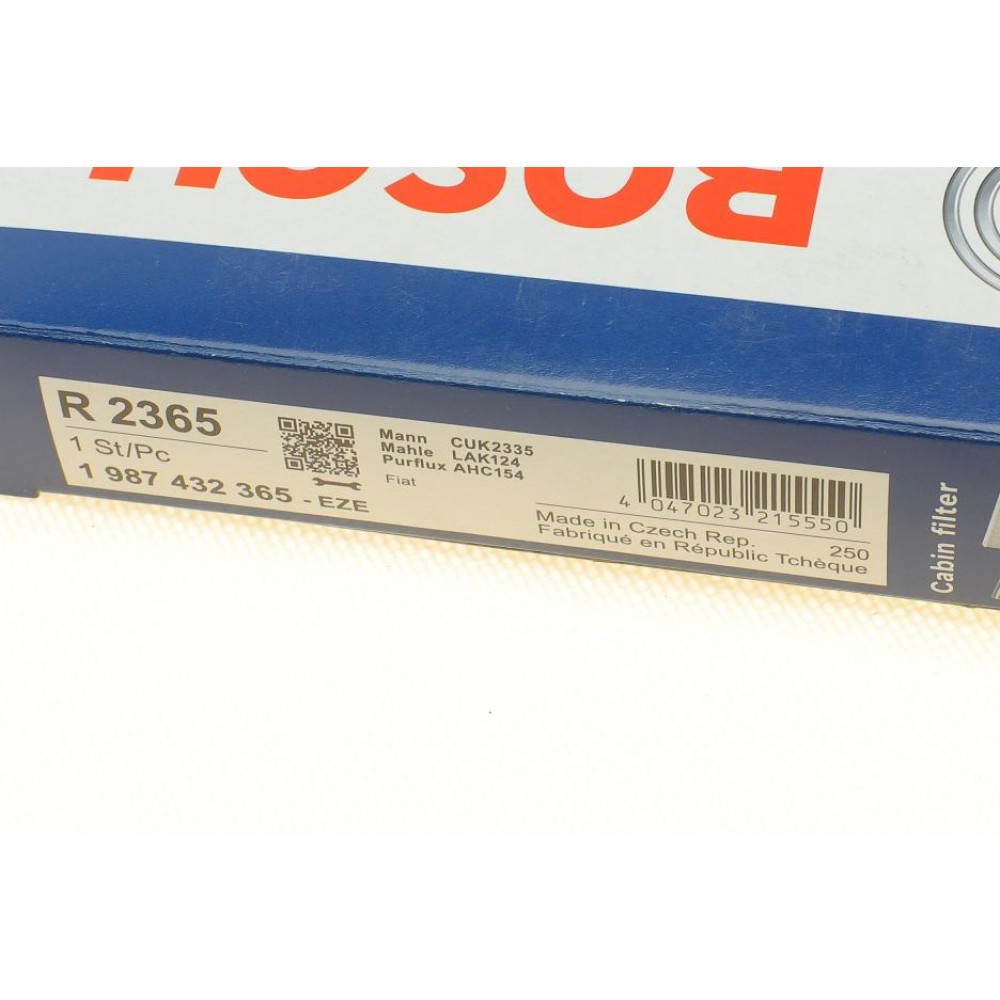 BOSCH
R 2365
1 St/Pc
1 987 432 365 - EZE
Mann CUK2335
Mahle LAK124
Purflux AHC154
Fiat
4 047023 215550
Made in Czech Rep. 250
Fabriqué en Républic Tchèque
Cabin filter